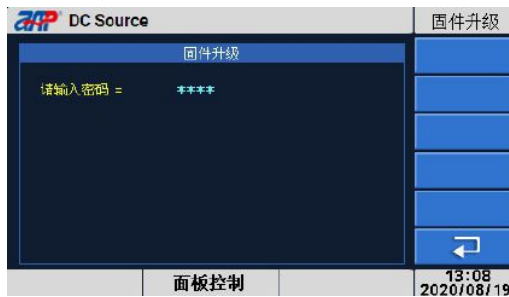 ZAP DC Source
固件升级
固件升级
请输入密码 = ****
面板控制
13:08
2020/08/19